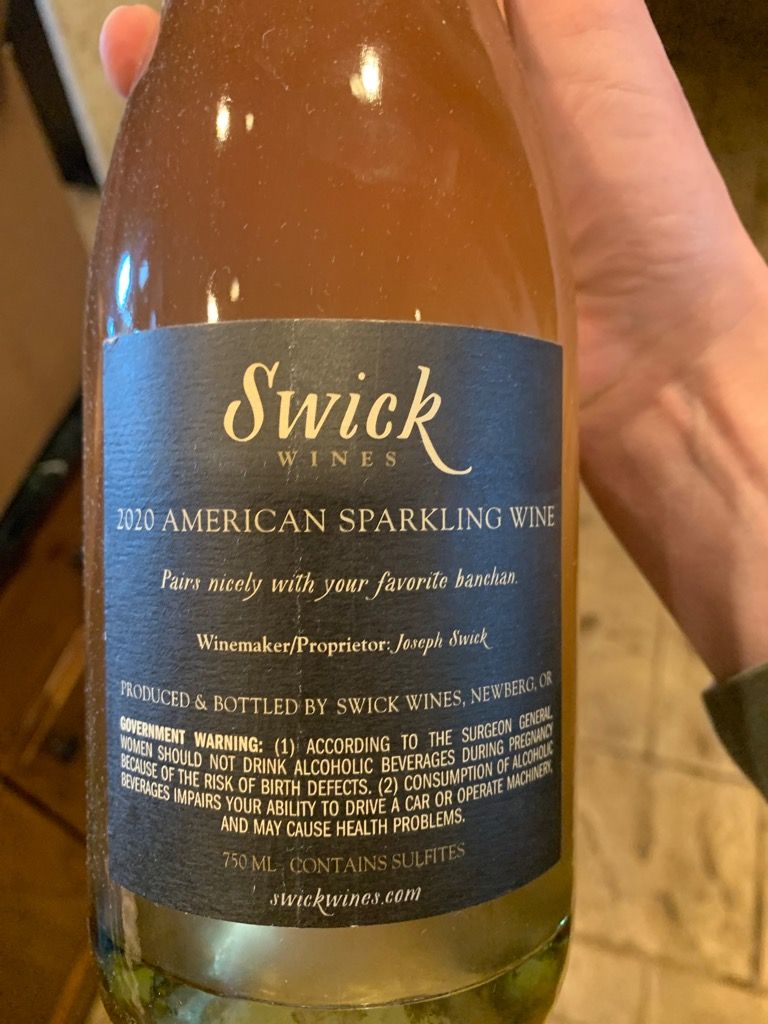 Swick
WINES
2020 AMERICAN SPARKLING WINE
Pairs nicely with your favorite banchan.
Winemaker/Proprietor: Joseph Swick
PRODUCED & BOTTLED BY SWICK WINES, NEWBERG, OR
GOVERNMENT WARNING: (1) ACCORDING TO THE SURGEON GENERAL
WOMEN SHOULD NOT DRINK ALCOHOLIC BEVERAGES DURING PREGNANCY
BECAUSE OF THE RISK OF BIRTH DEFECTS. (2) CONSUMPTION OF ALCOHOLIC
BEVERAGES IMPAIRS YOUR ABILITY TO DRIVE A CAR OR OPERATE MACHINERY,
AND MAY CAUSE HEALTH PROBLEMS.
750 ML CONTAINS SULFITES
swickwines.com